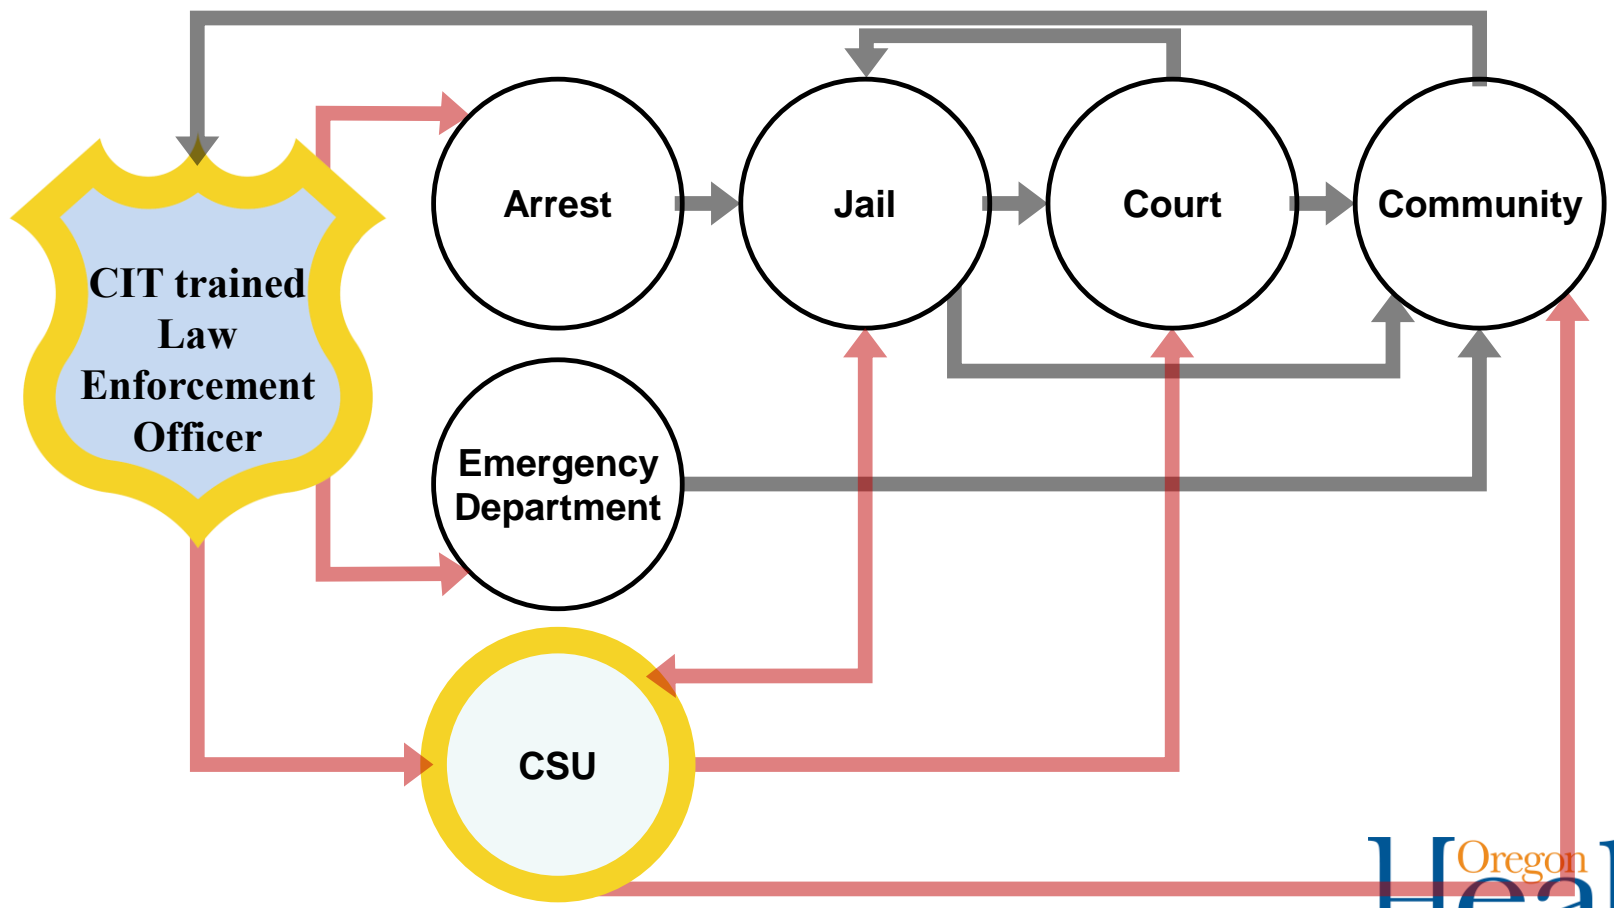 Arrest
Jail
Court
Community
CIT trained
Law
Enforcement
Officer
Emergency
Department
CSU
Oregon